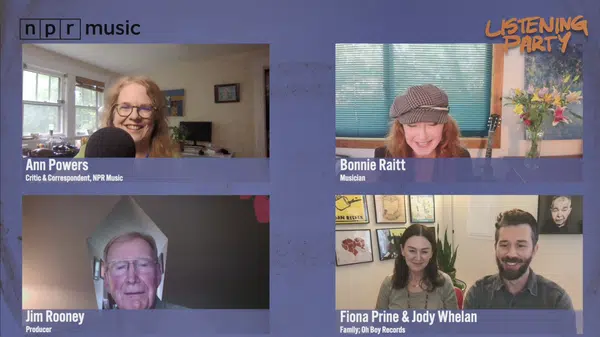 npr music
LISTENING
PARTY
Ann Powers
Critic & Correspondent, NPR Music
Bonnie Raitt
Musician
Jim Rooney
Producer
Fiona Prine & Jody Whelan
Family; Oh Boy Records